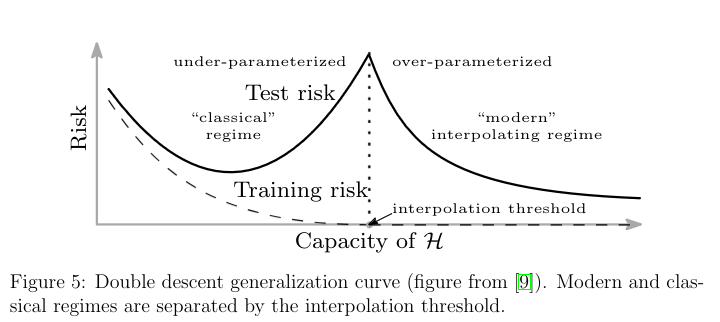 under-parameterized
over-parameterized
Test risk
"classical"
regime
"modern"
interpolating regime
Risk
Training risk
interpolation threshold
Capacity of ℋ
Figure 5: Double descent generalization curve (figure from [9]). Modern and clas-
sical regimes are separated by the interpolation threshold.